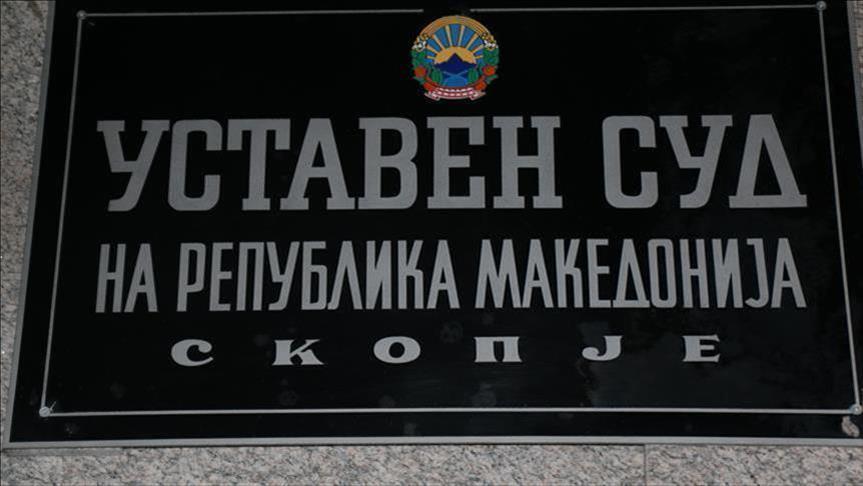 УСТАВЕН СУД
НА РЕПУБЛИКА МАКЕДОНИЈА
СКОПЈЕ